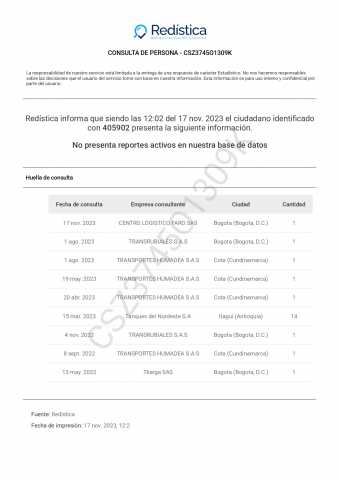 Redística
CONSULTA DE PERSONA - CSZ374501309K
La responsabilidad de nuestro servicio está limitada a la entrega de una respuesta de carácter Estadístico. No nos hacemos responsables
sobre las decisiones que el usuario del servicio tome con base en nuestra información. Esta información es para uso interno y confidencial por
parte del usuario.
Redística informa que siendo las 12:02 del 17 nov. 2023 el ciudadano identificado
con 405902 presenta la siguiente información.
No presenta reportes activos en nuestra base de datos
Huella de consulta
Fecha de consulta Empresa consultante Ciudad Cantidad
17 nov. 2023 CENTRO LOGISTICO FARO SAS Bogota (Bogota, D.C.) 1
1 ago. 2023 TRANSRUBIALES S.A.S Bogota (Bogota, D.C.) 1
1 ago. 2023 TRANSPORTES HUMADEA S.A.S Cota (Cundinamarca) 1
19 may. 2023 TRANSPORTES HUMADEA S.A.S Cota (Cundinamarca) 1
20 abr. 2023 TRANSPORTES HUMADEA S.A.S Cota (Cundinamarca) 1
15 mar. 2023 Tanques del Nordeste S.A Itagui (Antioquia) 14
4 nov. 2022 TRANSRUBIALES S.A.S Bogota (Bogota, D.C.) 1
8 sept. 2022 TRANSPORTES HUMADEA S.A.S Cota (Cundinamarca) 1
13 may. 2022 Tkarga SAS Bogota (Bogota, D.C.) 1
CSZ374501309K
Fuente: Redística
Fecha de impresión: 17 nov. 2023, 12:2